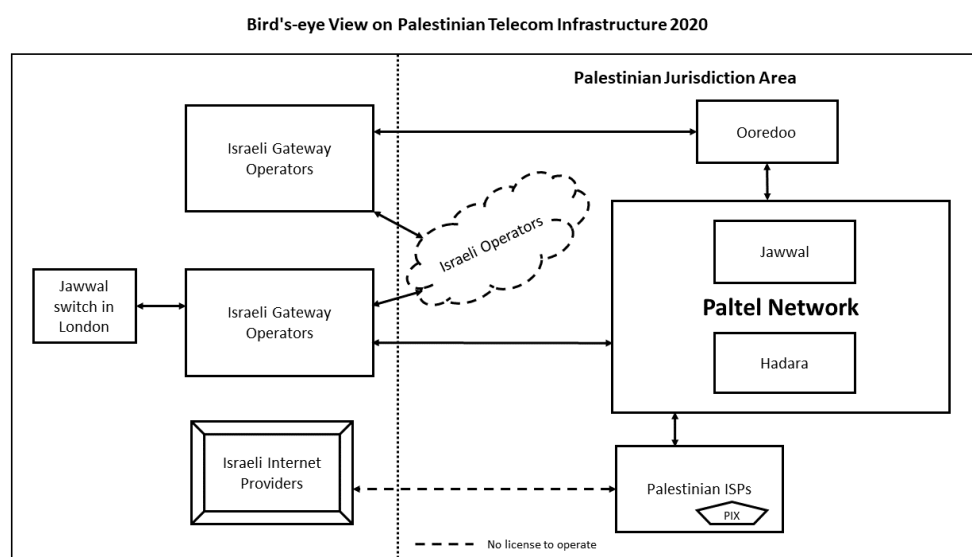 Bird's-eye View on Palestinian Telecom Infrastructure 2020
Palestinian Jurisdiction Area
Israeli Gateway
Operators
Ooredoo
Israeli Operators
Jawwal
switch in
London
Israeli Gateway
Operators
Jawwal
Paltel Network
Hadara
Israeli Internet
Providers
Palestinian ISPs
PIX
No license to operate